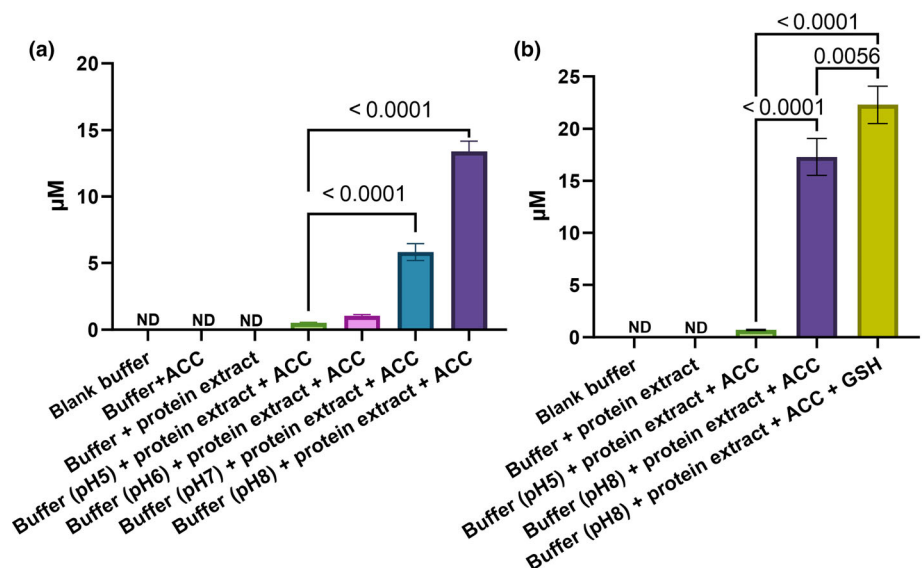 (a)
20
15
10
5
0
µM
< 0.0001
< 0.0001
ND
ND
ND
Blank buffer
Buffer+ACC
Buffer + protein extract
Buffer (pH5) + protein extract + ACC
Buffer (pH6) + protein extract + ACC
Buffer (pH7) + protein extract + ACC
Buffer (pH8) + protein extract + ACC
(b)
25
20
15
10
5
0
µM
< 0.0001
0.0056
< 0.0001
ND
ND
Blank buffer
Buffer + protein extract
Buffer (pH5) + protein extract + ACC
Buffer (pH8) + protein extract + ACC
Buffer (pH8) + protein extract + ACC + GSH